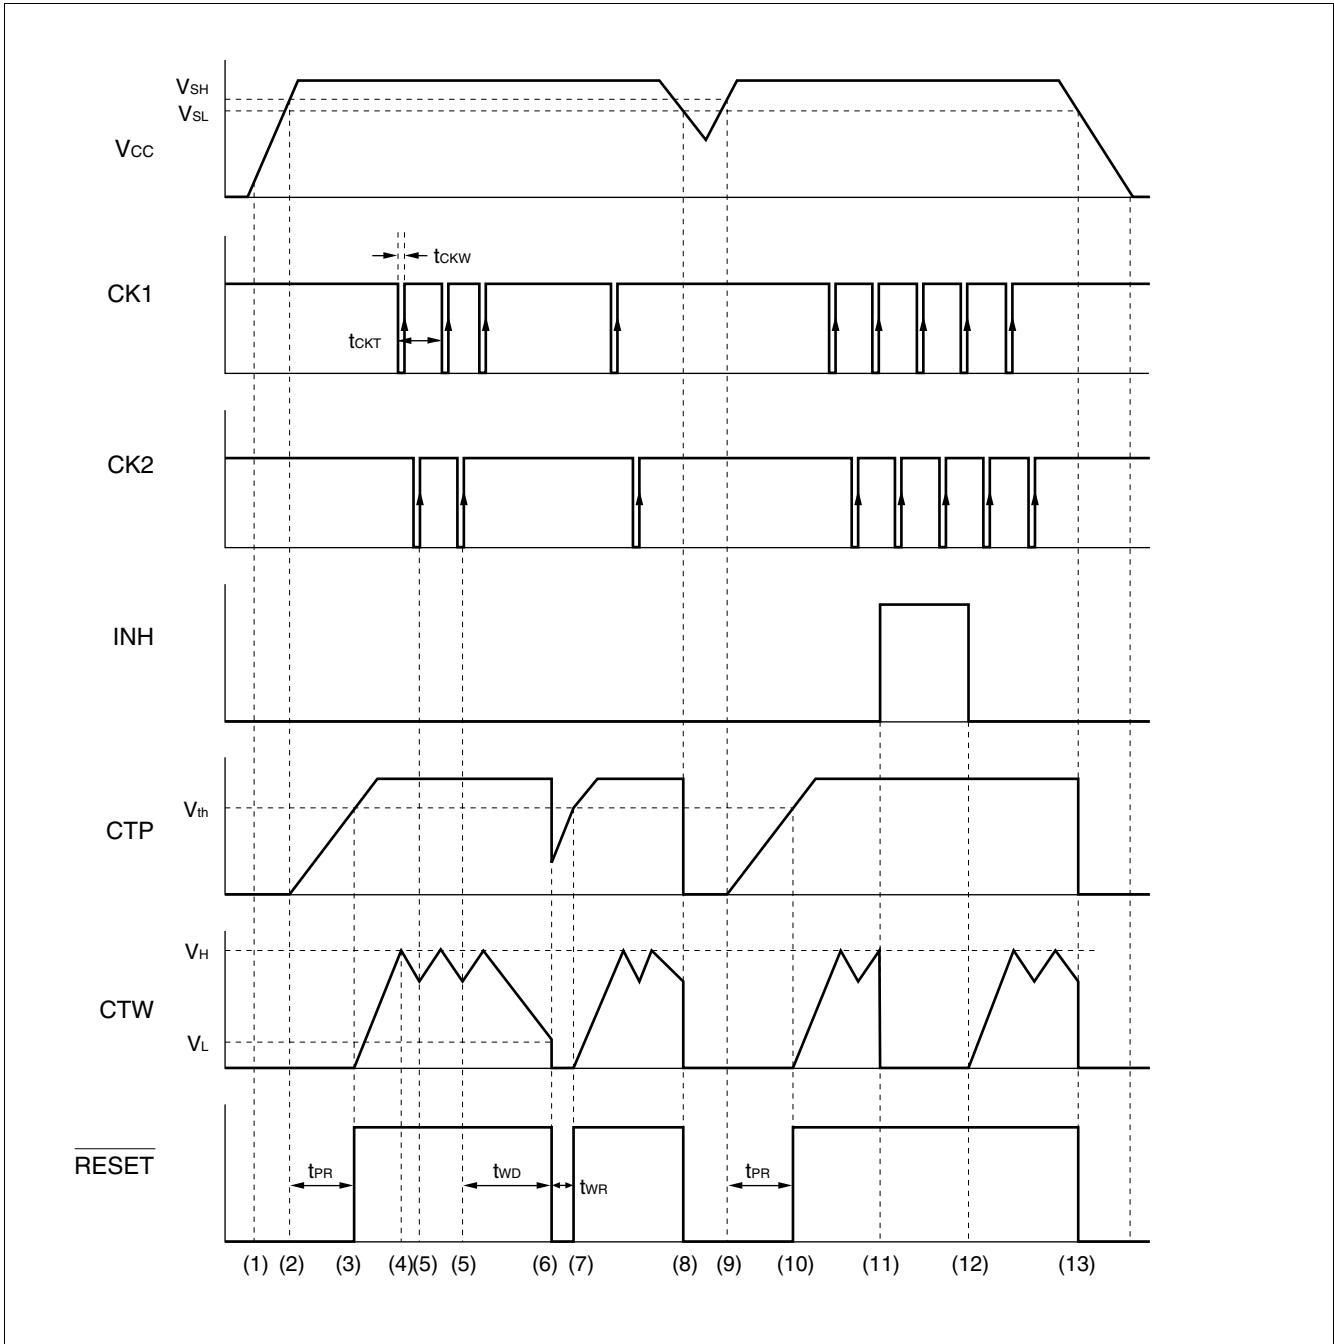 VSH
VSL
VCC
tCKW
CK1
tCKT
CK2
INH
Vth
CTP
VH
CTW
VL
RESET
tPR
tWD
tWR
tPR
(1) (2) (3) (4)(5) (5) (6) (7) (8) (9) (10) (11) (12) (13)